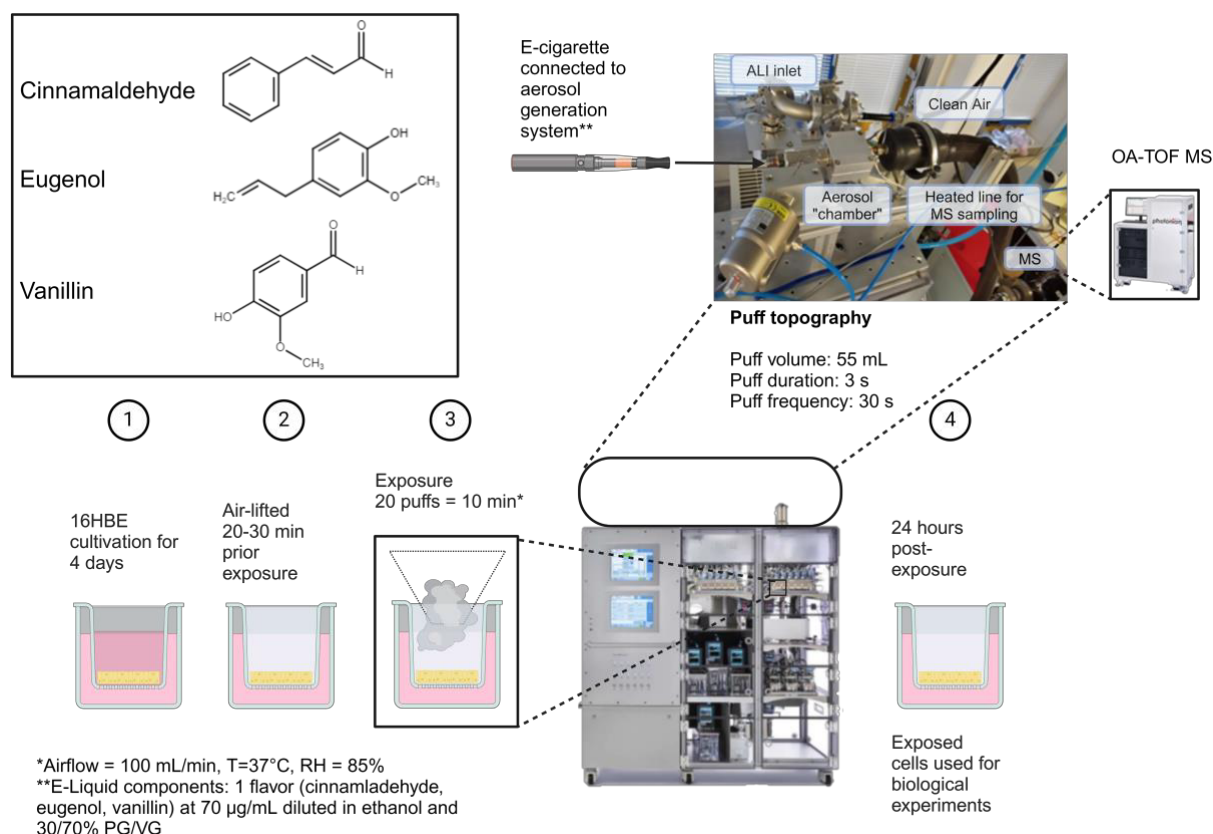 Cinnamaldehyde
O
H
Eugenol
OH
H₂C
O
CH₃
Vanillin
O
H
HO
O
CH₃
E-cigarette
connected to
aerosol
generation
system**
ALI inlet
Clean Air
Aerosol
"chamber"
Heated line for
MS sampling
MS
OA-TOF MS
photonion
Puff topography
Puff volume: 55 mL
Puff duration: 3 s
Puff frequency: 30 s
1
2
3
4
16HBE
cultivation for
4 days
Air-lifted
20-30 min
prior
exposure
Exposure
20 puffs = 10 min*
24 hours
post-
exposure
Exposed
cells used for
biological
experiments
*Airflow = 100 mL/min, T=37°C, RH = 85%
**E-Liquid components: 1 flavor (cinnamladehyde,
eugenol, vanillin) at 70 µg/mL diluted in ethanol and
30/70% PG/VG